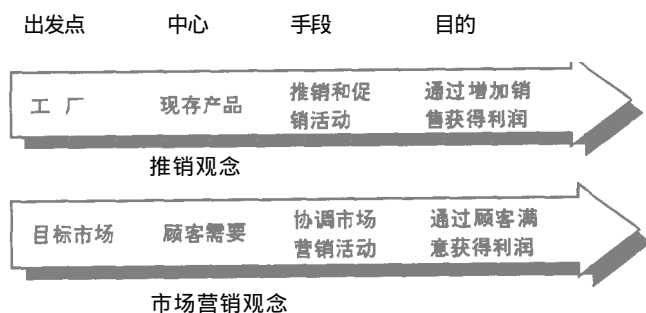 出发点 中心 手段 目的
工 厂 现存产品 推销和促 通过增加销
销活动 售获得利润
推销观念
目标市场 顾客需要 协调市场 通过顾客满
营销活动 意获得利润
市场营销观念